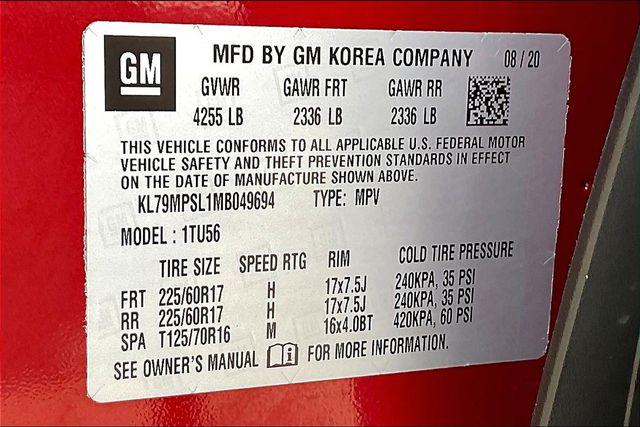 GM
MFD BY GM KOREA COMPANY 08/20
GVWR GAWR FRT GAWR RR
4255 LB 2336 LB 2336 LB
THIS VEHICLE CONFORMS TO ALL APPLICABLE U.S. FEDERAL MOTOR
VEHICLE SAFETY AND THEFT PREVENTION STANDARDS IN EFFECT
ON THE DATE OF MANUFACTURE SHOWN ABOVE.
KL79MPSL1MB049694 TYPE: MPV
MODEL : 1TU56
TIRE SIZE SPEED RTG RIM COLD TIRE PRESSURE
FRT 225/60R17 H 17x7.5J 240KPA, 35 PSI
RR 225/60R17 H 17x7.5J 240KPA, 35 PSI
SPA T125/70R16 M 16x4.0BT 420KPA, 60 PSI
SEE OWNER'S MANUAL FOR MORE INFORMATION.